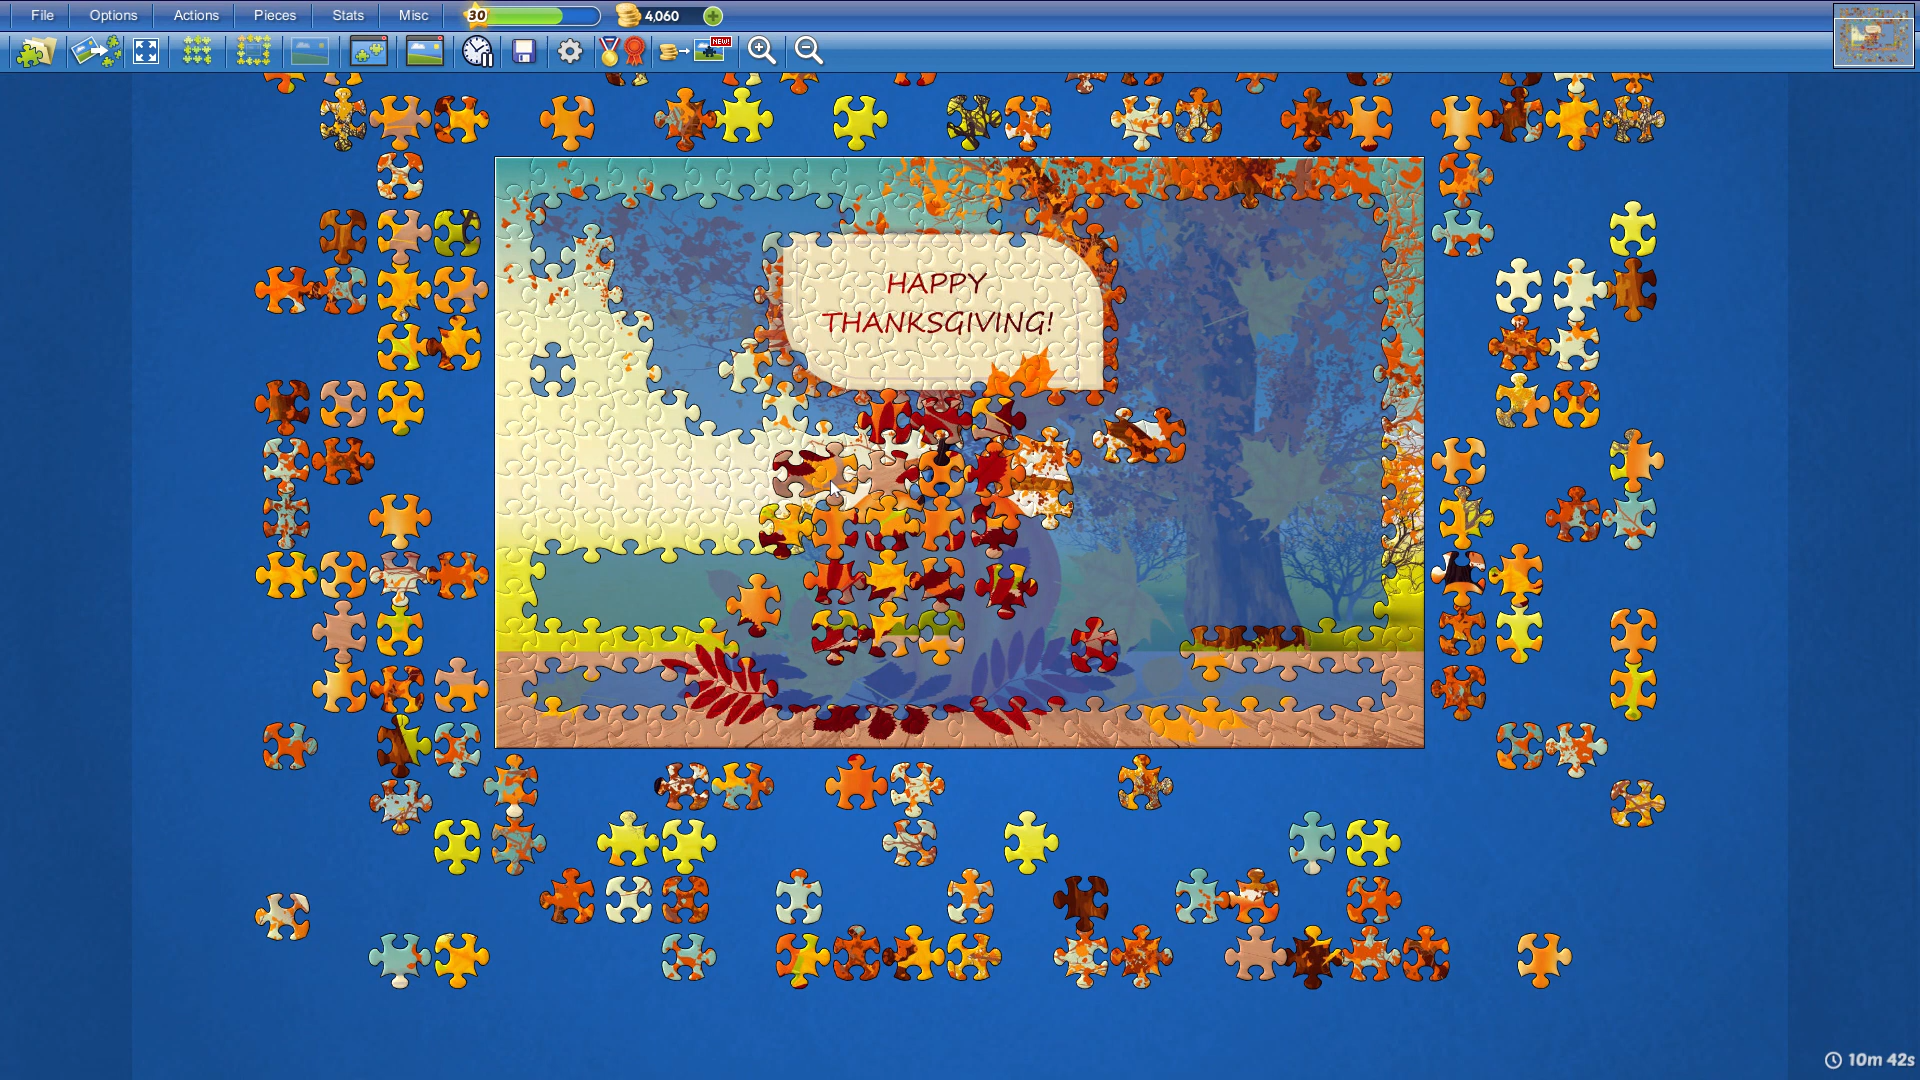 File Options Actions Pieces Stats Misc 30 4,060
NEW!
HAPPY
THANKSGIVING!
10m 42s